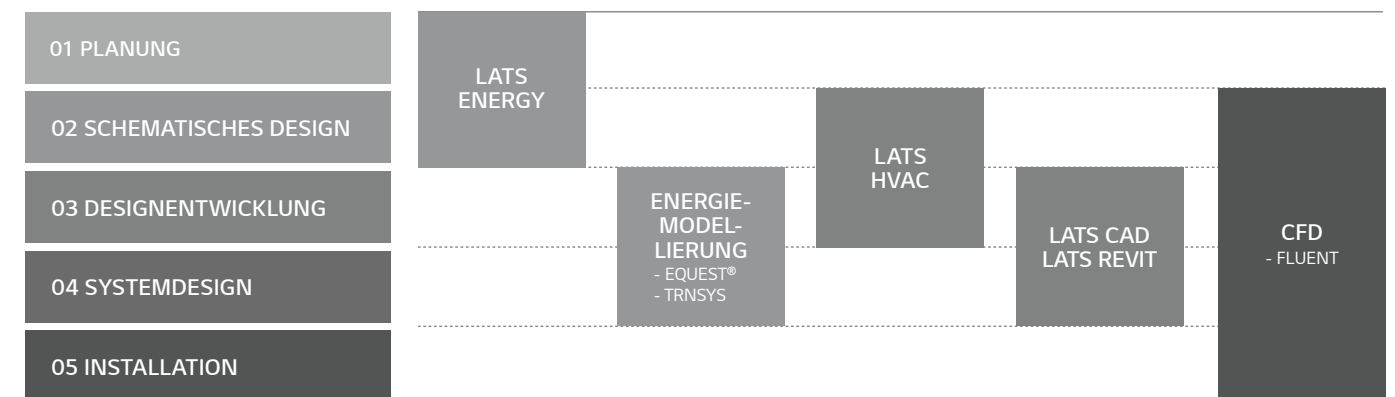 01 PLANUNG
02 SCHEMATISCHES DESIGN
03 DESIGNENTWICKLUNG
04 SYSTEMDESIGN
05 INSTALLATION
LATS
ENERGY
ENERGIE-
MODEL-
LIERUNG
- EQUEST®
- TRNSYS
LATS
HVAC
LATS CAD
LATS REVIT
CFD
- FLUENT